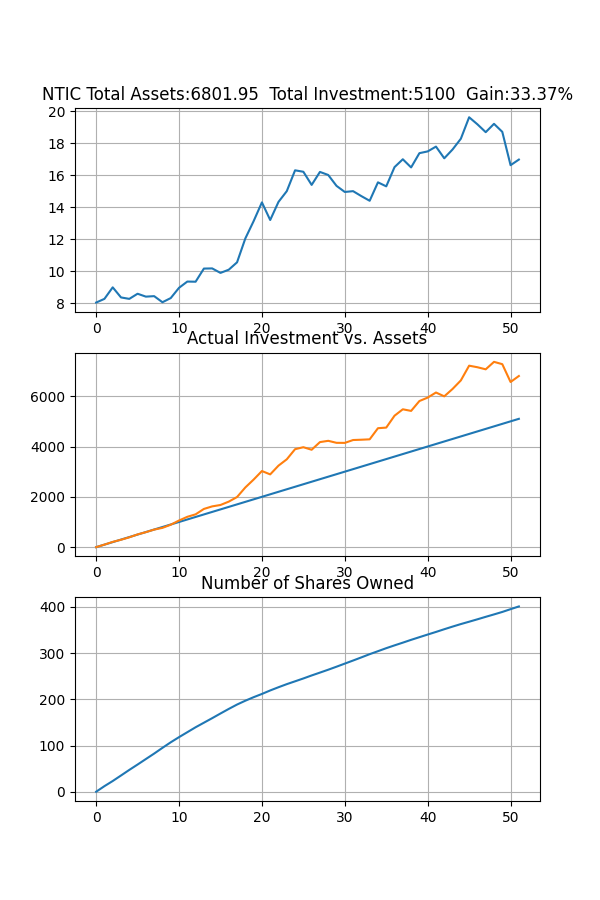 NTIC Total Assets:6801.95  Total Investment:5100  Gain:33.37%
20
18
16
14
12
10
8
0 10 20 30 40 50
Actual Investment vs. Assets
6000
4000
2000
0
0 10 20 30 40 50
Number of Shares Owned
400
300
200
100
0
0 10 20 30 40 50